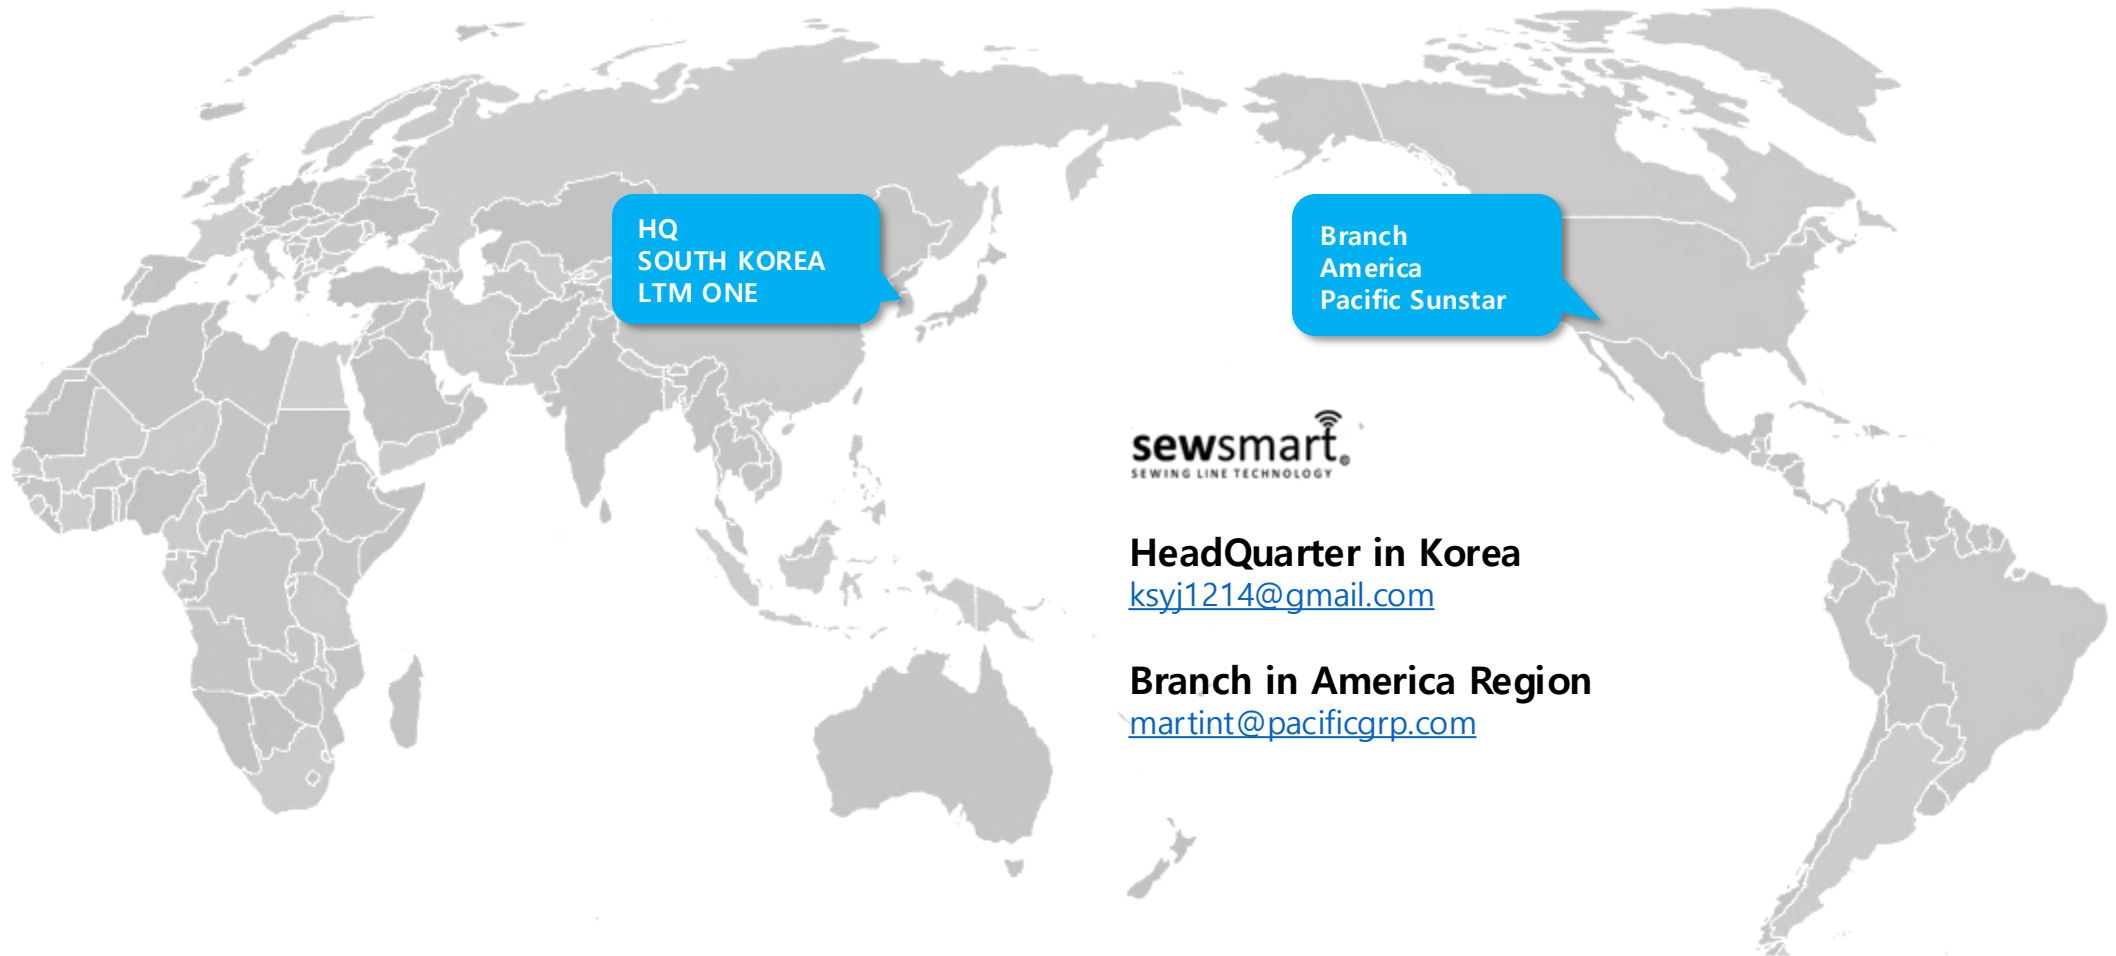 HQ
SOUTH KOREA
LTM ONE
Branch
America
Pacific Sunstar
sewsmart
SEWING LINE TECHNOLOGY
HeadQuarter in Korea
ksyj1214@gmail.com
Branch in America Region
martint@pacificgrp.com